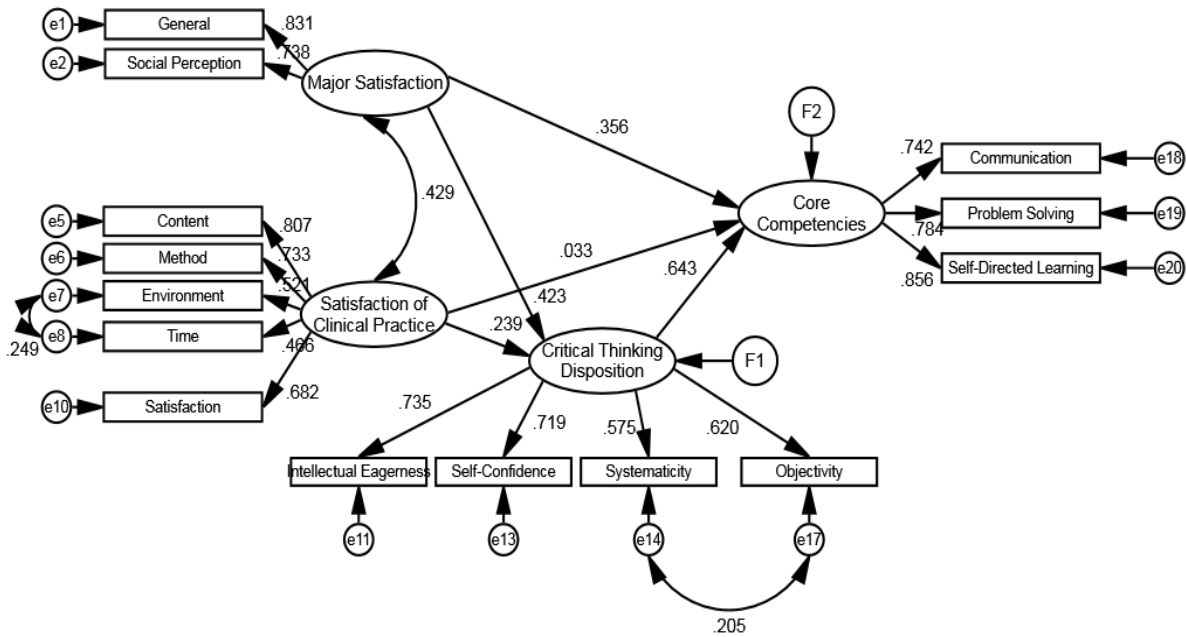 e1
General
.831
e2
Social Perception
.738
Major Satisfaction
F2
.356
.742
Communication
e18
Core
Competencies
Problem Solving
e19
.784
Self-Directed Learning
e20
.856
.429
e5
Content
.807
e6
Method
.733
e7
Environment
.521
e8
Time
.466
.249
Satisfaction of
Clinical Practice
.033
.643
.423
.239
Critical Thinking
Disposition
F1
e10
Satisfaction
.682
.735
.719
.575
.620
Intellectual Eagerness
Self-Confidence
Systematicity
Objectivity
e11
e13
e14
e17
.205